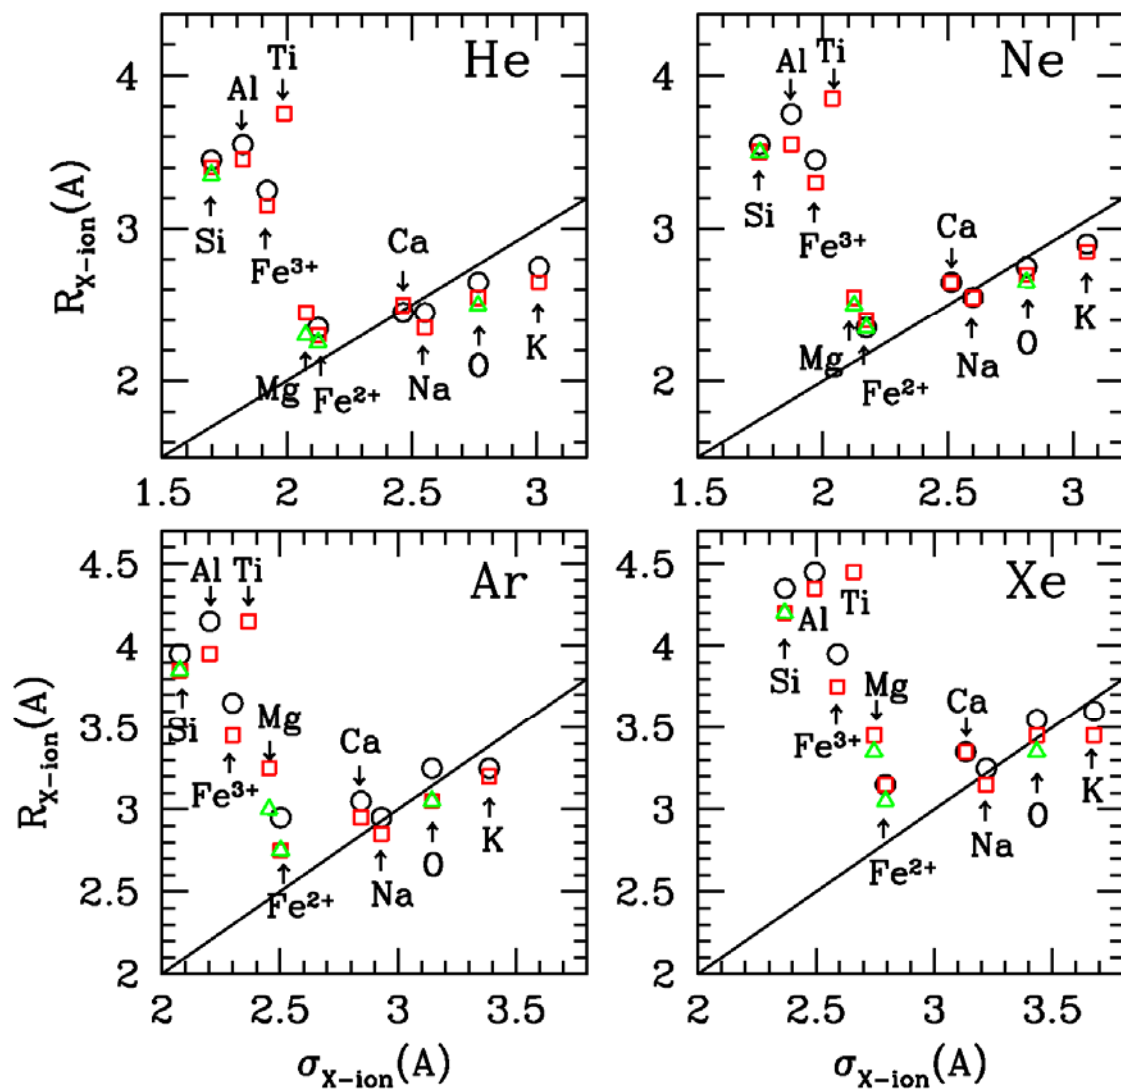 He
Ti
Al
Si
Fe3+
Ca
Mg
Fe2+
Na
O
K
4
3
2
1.5 2 2.5 3
RX−ion(A)
Ne
Ti
Al
Si
Fe3+
Ca
Mg
Fe2+
Na
O
K
4
3
2
1.5 2 2.5 3
Ar
Al Ti
Si
Fe3+
Mg
Ca
Fe2+
Na
O
K
4.5
4
3.5
3
2.5
2
2 2.5 3 3.5
RX−ion(A)
σX−ion(A)
Xe
Al
Ti
Si
Fe3+
Mg
Ca
Fe2+
Na
O
K
4.5
4
3.5
3
2.5
2
2 2.5 3 3.5
σX−ion(A)